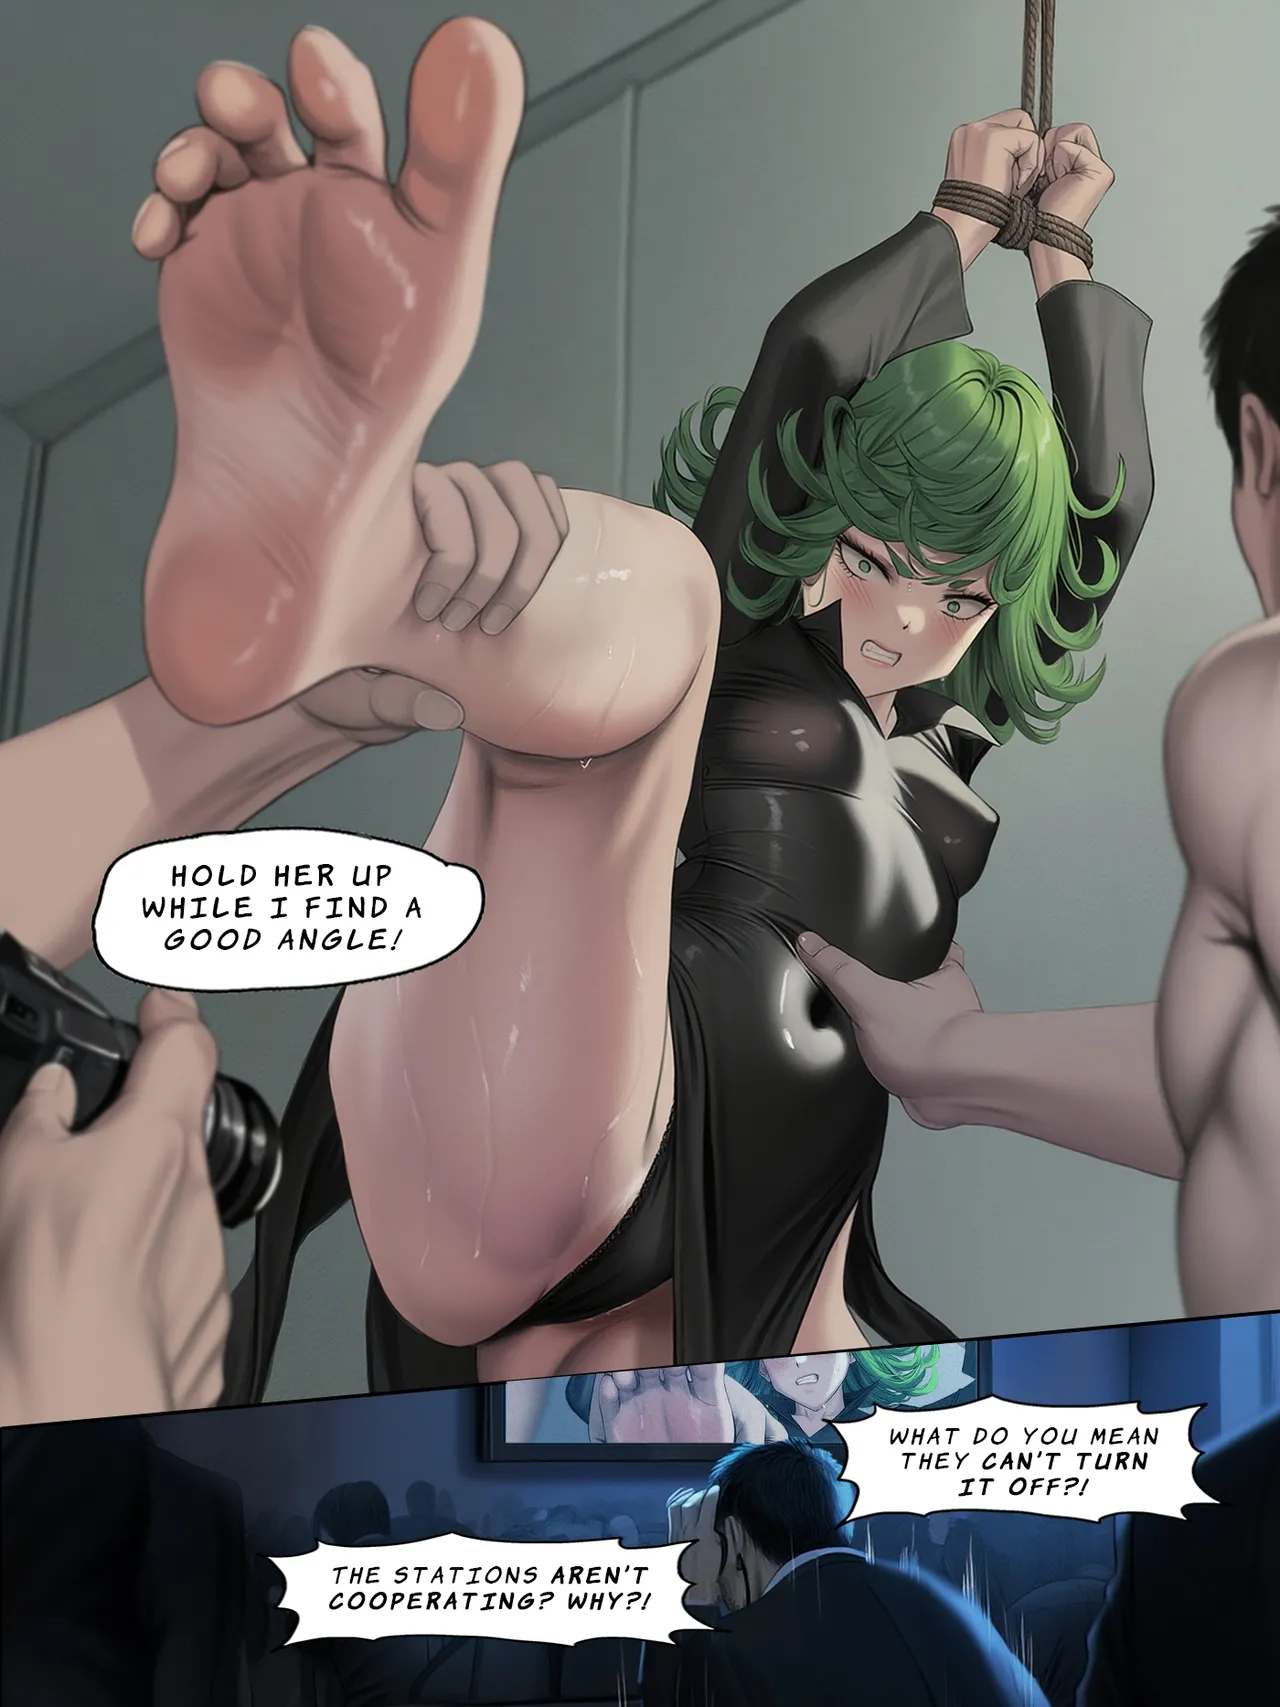 HOLD HER UP
WHILE I FIND A
GOOD ANGLE!
WHAT DO YOU MEAN
THEY CAN'T TURN
IT OFF?!
THE STATIONS AREN'T
COOPERATING? WHY?!